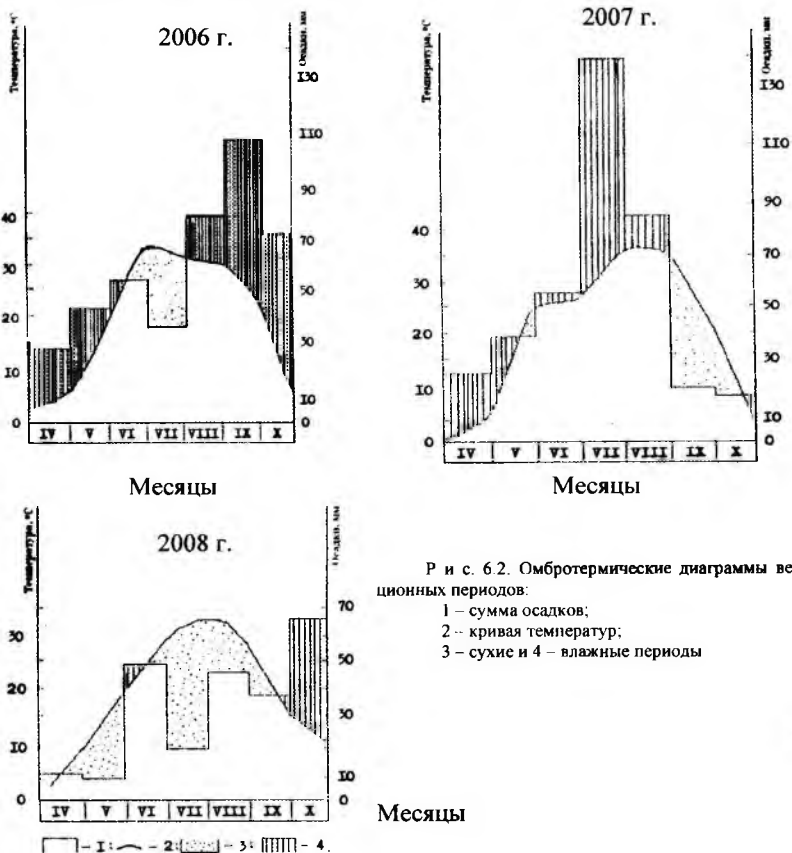 2006 г.
Температура, °С
Осадки, мм
130
110
90
70
50
30
10
0
40
30
20
10
0
IV V VI VII VIII IX X
Месяцы
2007 г.
Температура, °С
Осадки, мм
130
110
90
70
50
30
10
0
40
30
20
10
0
IV V VI VII VIII IX X
Месяцы
2008 г.
Температура, °С
Осадки, мм
70
50
30
10
0
30
20
10
0
IV V VI VII VIII IX X
Месяцы
- 1; - 2; - 3; - 4.
Р и с. 6.2. Омбротермические диаграммы ве
ционных периодов:
1 – сумма осадков;
2 – кривая температур;
3 – сухие и 4 – влажные периоды